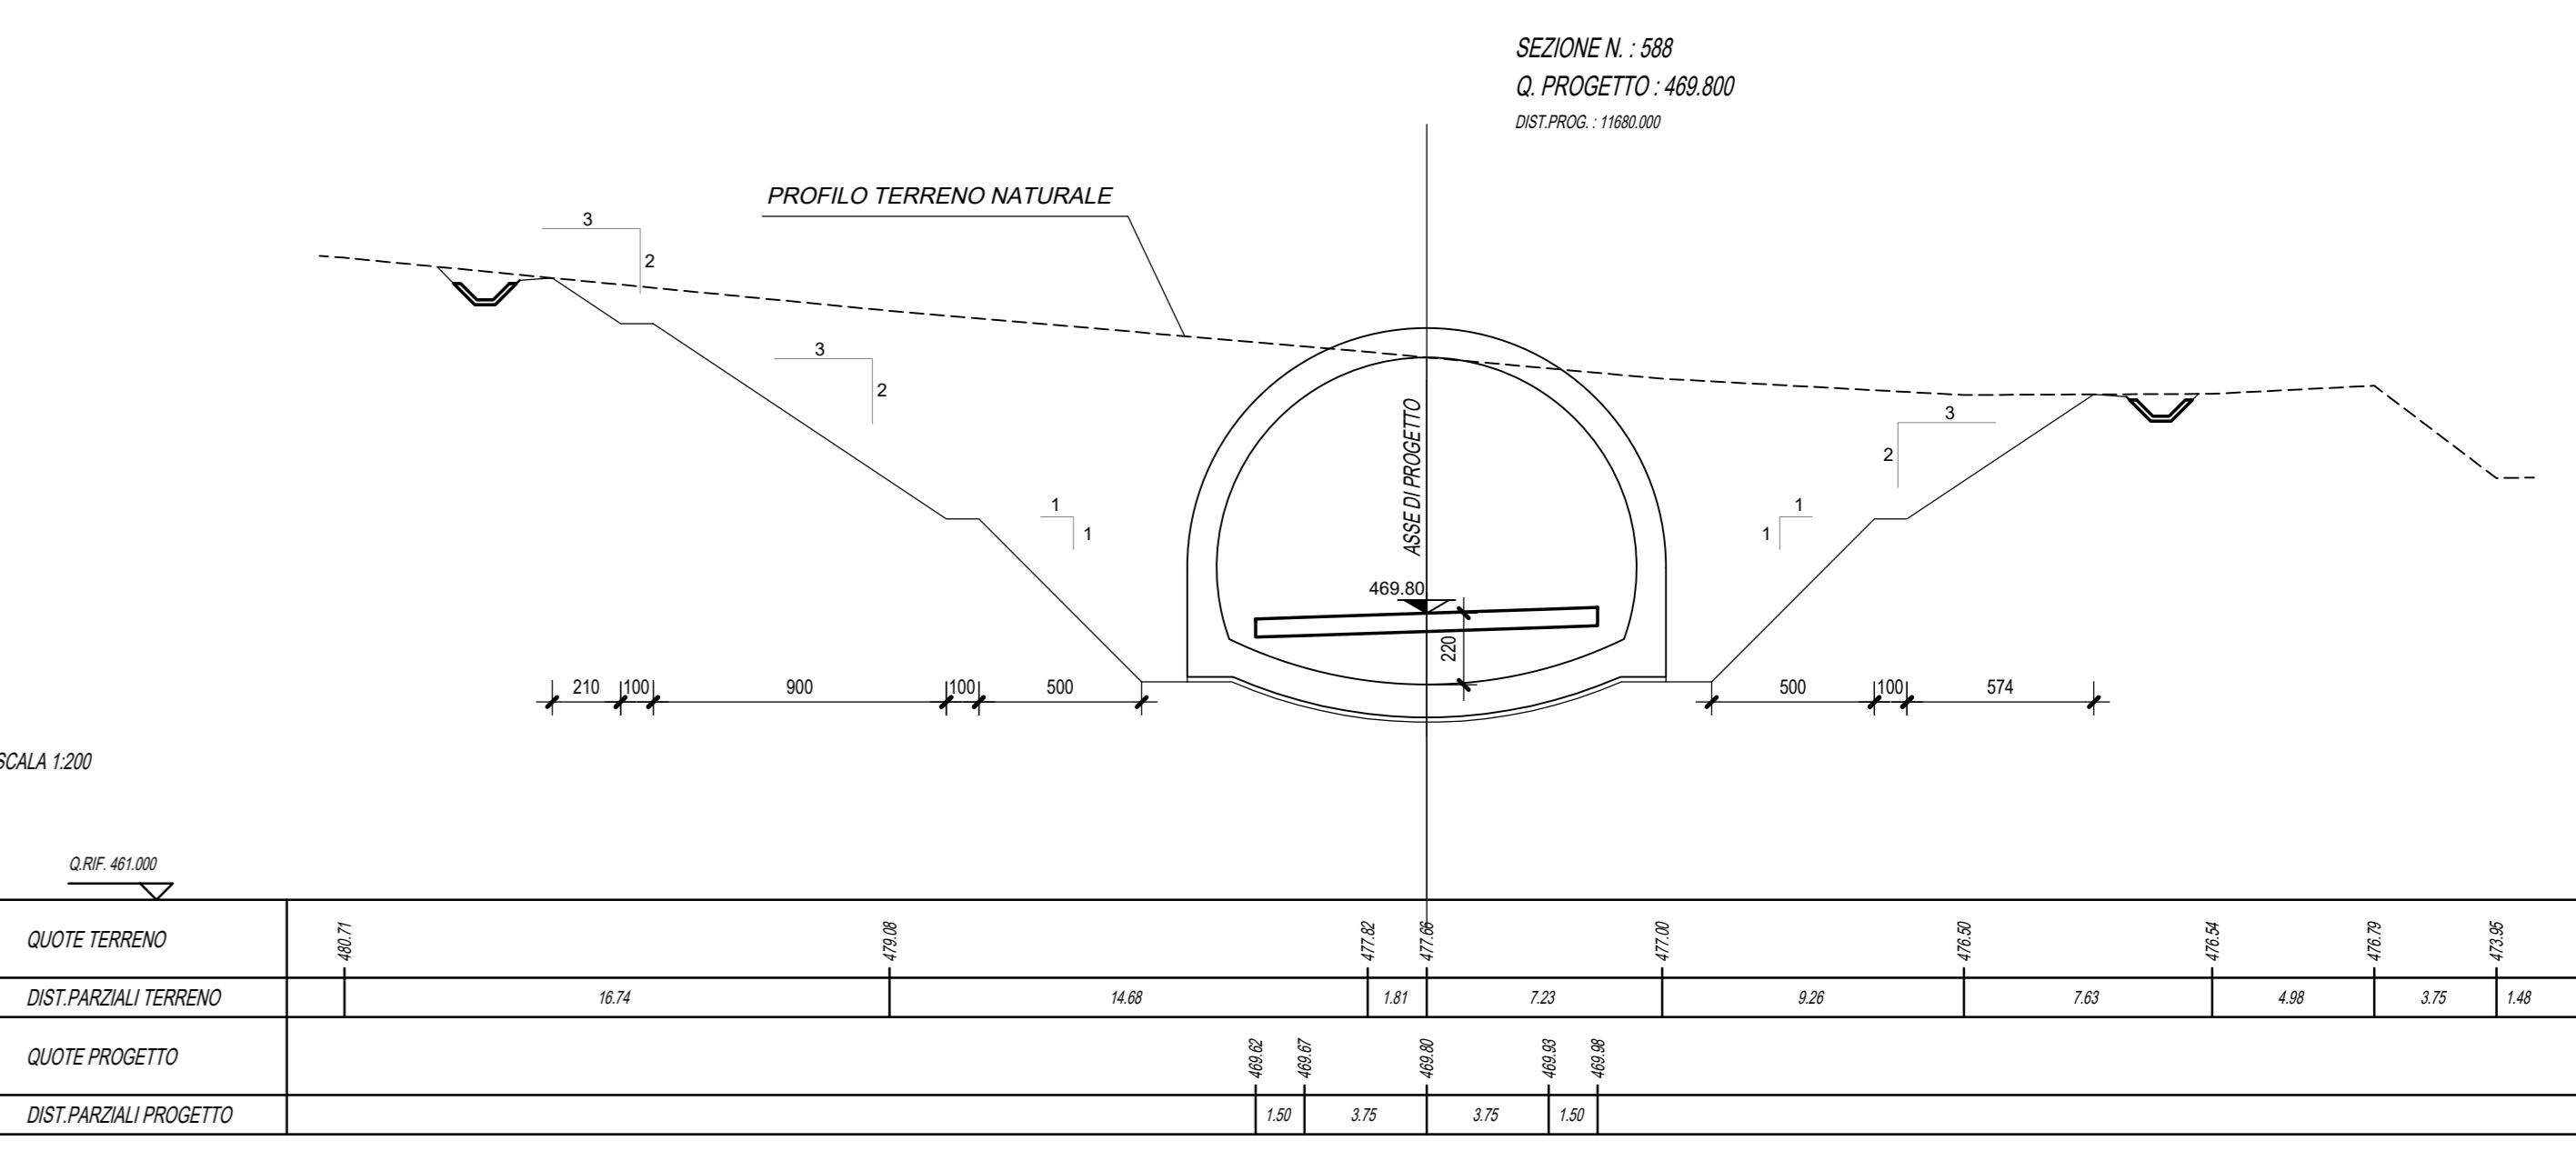 SEZIONE N. : 588
Q. PROGETTO : 469.800
DIST.PROG. : 11680.000
PROFILO TERRENO NATURALE
3
2
3
2
1
1
ASSE DI PROGETTO
469.80
220
1
1
3
2
210 100 900 100 500 500 100 574
SCALA 1:200
Q.RIF. 461.000
QUOTE TERRENO 480.71 479.08 477.82 477.66 477.00 476.50 476.54 476.79 473.95
DIST.PARZIALI TERRENO 16.74 14.68 1.81 7.23 9.26 7.63 4.98 3.75 1.48
QUOTE PROGETTO 469.62 469.67 469.80 469.93 469.98
DIST.PARZIALI PROGETTO 1.50 3.75 3.75 1.50